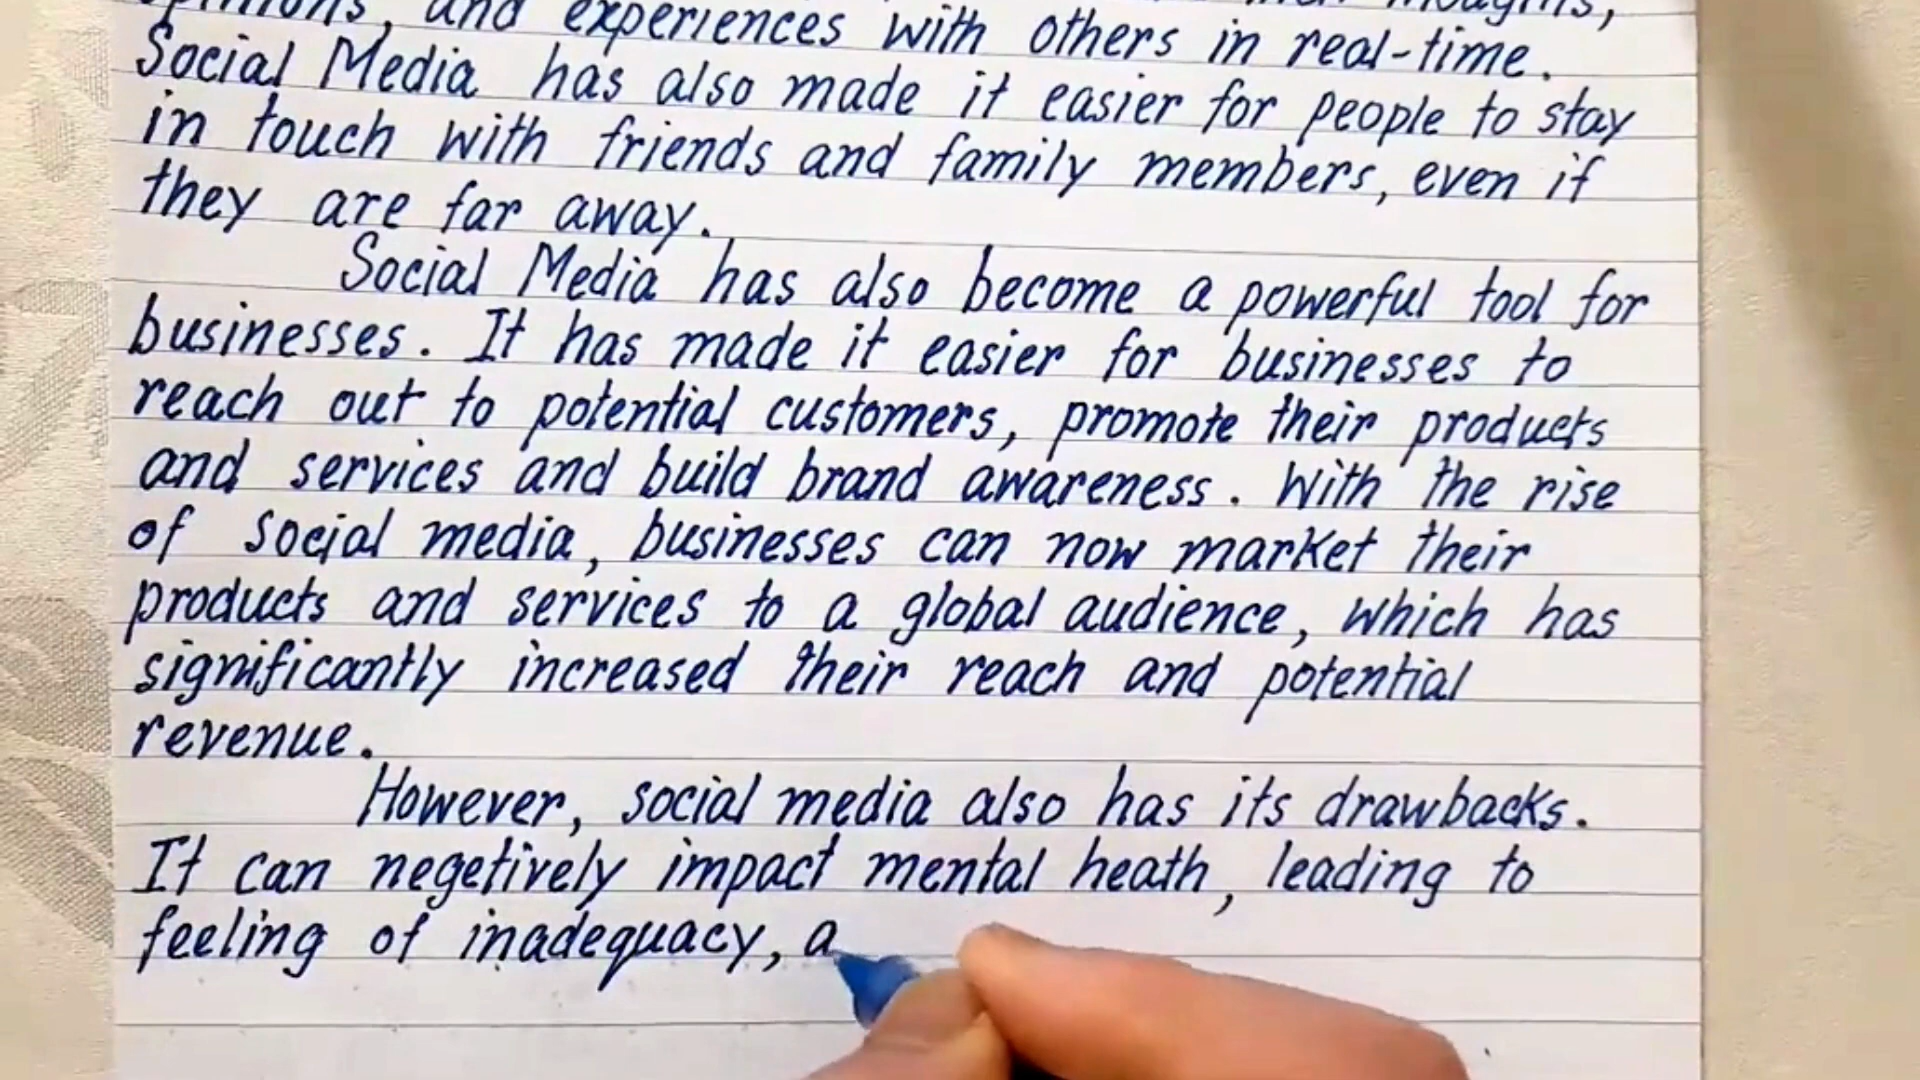 opinions, and experiences with others in real-time.
Social Media has also made it easier for people to stay
in touch with friends and family members, even if
they are far away.
Social Media has also become a powerful tool for
businesses. It has made it easier for businesses to
reach out to potential customers, promote their products
and services and build brand awareness. With the rise
of social media, businesses can now market their
products and services to a global audience, which has
significantly increased their reach and potential
revenue.
However, social media also has its drawbacks.
It can negetively impact mental heath, leading to
feeling of inadequacy, a